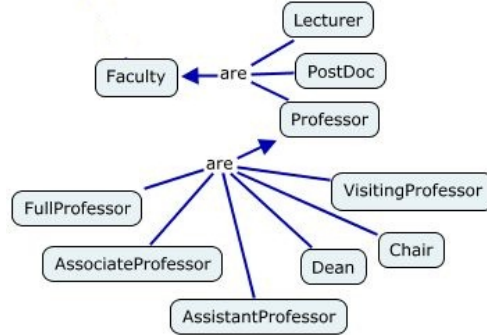 Lecturer
Faculty
are
PostDoc
Professor
are
VisitingProfessor
FullProfessor
Chair
AssociateProfessor
Dean
AssistantProfessor